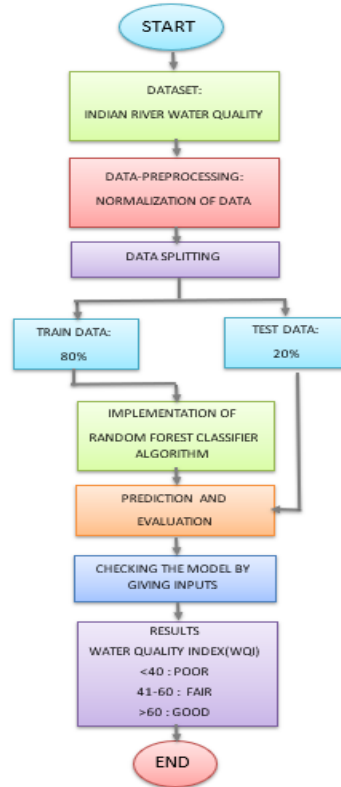 START
DATASET:
INDIAN RIVER WATER QUALITY
DATA-PREPROCESSING:
NORMALIZATION OF DATA
DATA SPLITTING
TRAIN DATA:
80%
TEST DATA:
20%
IMPLEMENTATION OF
RANDOM FOREST CLASSIFIER
ALGORITHM
PREDICTION AND
EVALUATION
CHECKING THE MODEL BY
GIVING INPUTS
RESULTS
WATER QUALITY INDEX(WQI)
<40 : POOR
41-60 : FAIR
>60 : GOOD
END